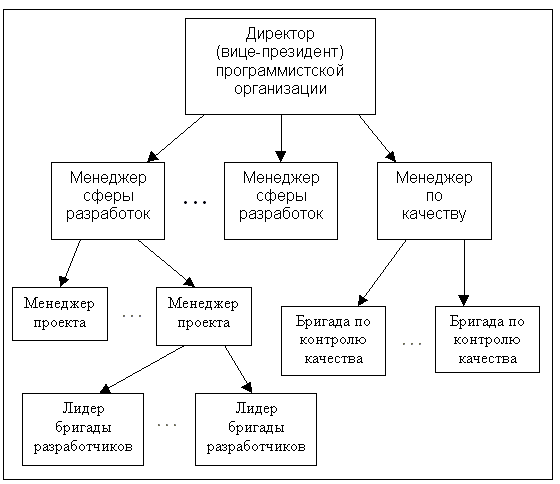 Директор
(вице-президент)
программистской
организации
Менеджер
сферы
разработок
...
Менеджер
сферы
разработок
Менеджер
по
качеству
Менеджер
проекта
...
Менеджер
проекта
Бригада по
контролю
качества
...
Бригада по
контролю
качества
Лидер
бригады
разработчиков
...
Лидер
бригады
разработчиков